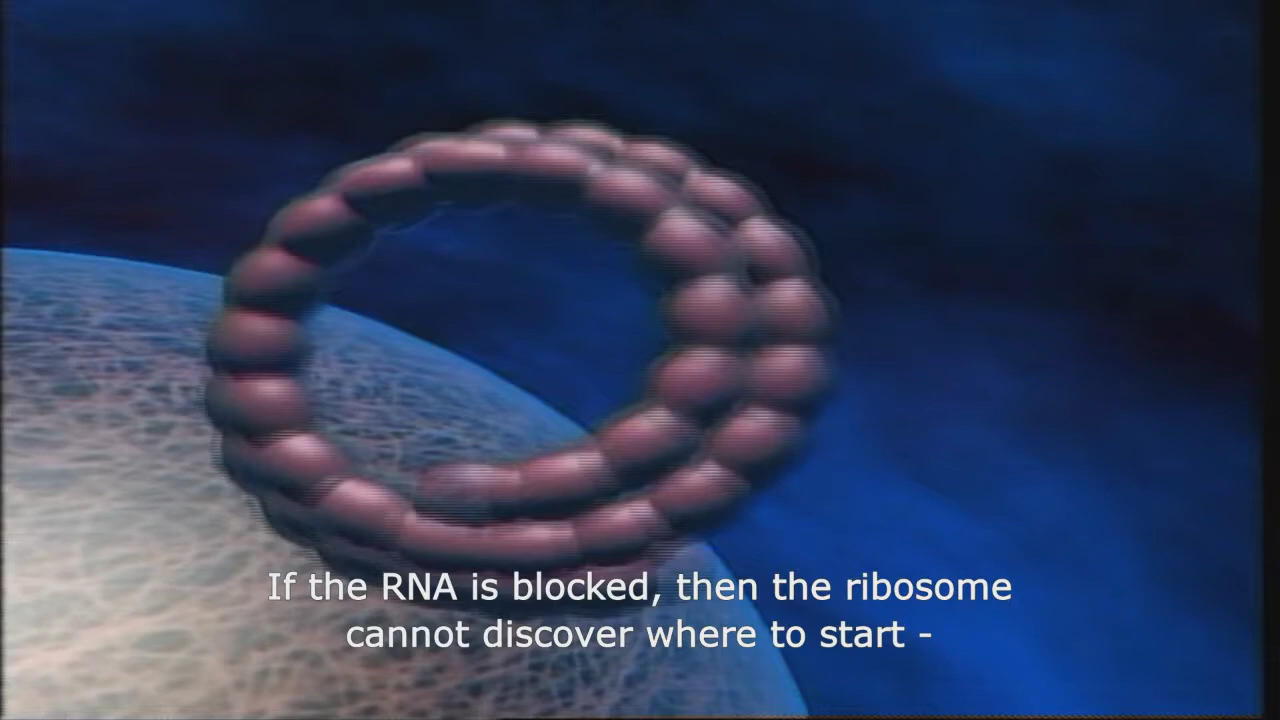 If the RNA is blocked, then the ribosome
cannot discover where to start -